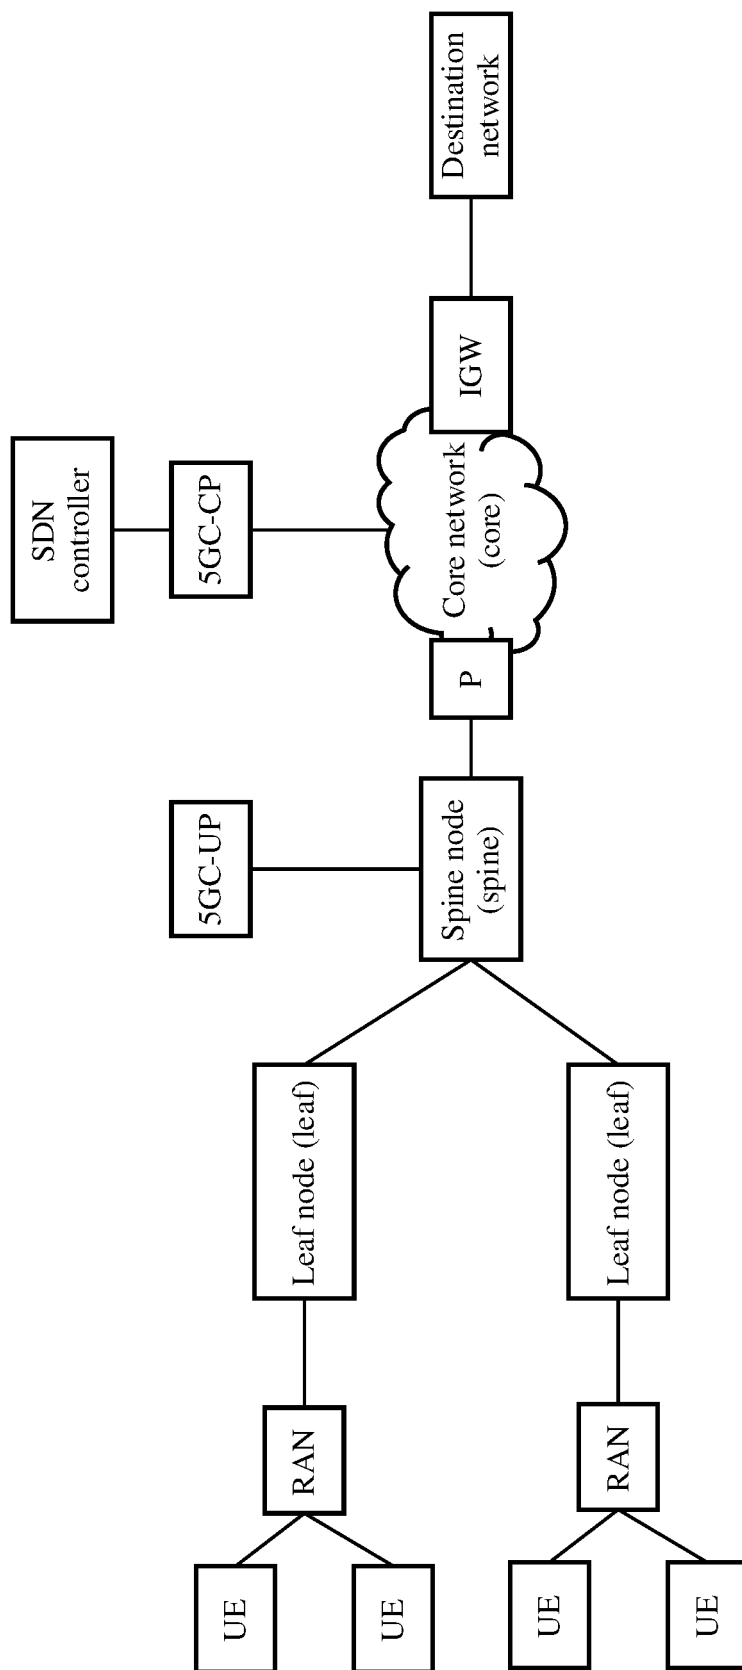 SDN
controller
5GC-UP
5GC-CP
UE
RAN
Leaf node (leaf)
UE
Spine node
(spine)
P
Core network
(core)
IGW
Destination
network
UE
RAN
Leaf node (leaf)
UE